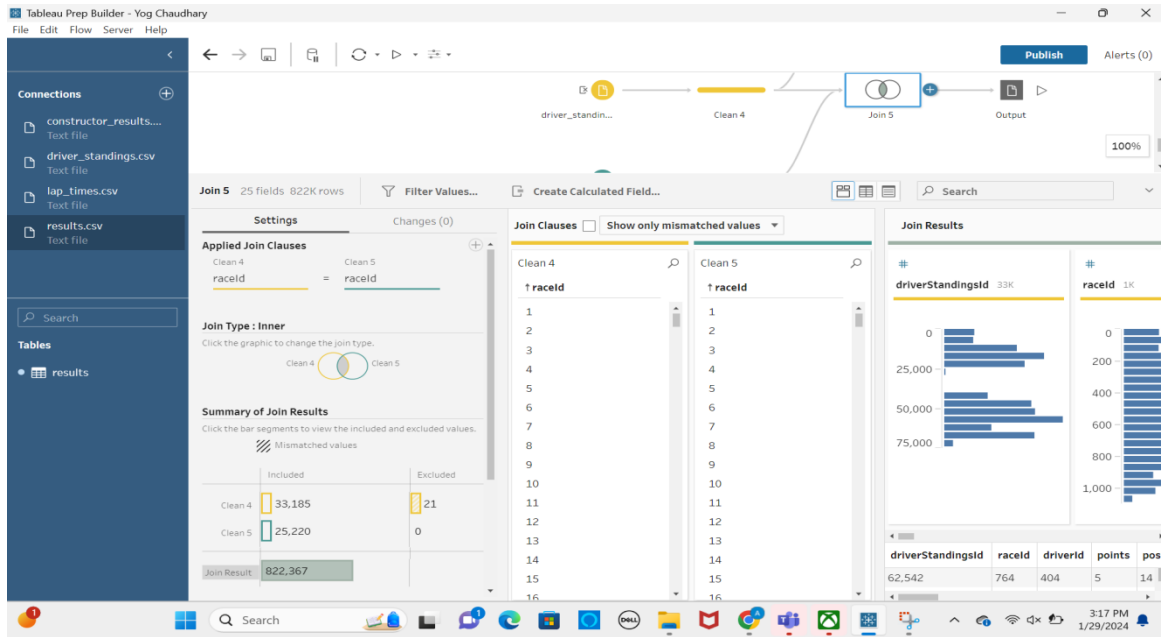 Tableau Prep Builder - Yog Chaudhary
File Edit Flow Server Help
Publish
Alerts (0)
Connections
constructor_results....
Text file
driver_standings.csv
Text file
lap_times.csv
Text file
results.csv
Text file
Search
Tables
results
driver_standin...
Clean 4
Join 5
Output
100%
Join 5 25 fields 822K rows
Filter Values...
Create Calculated Field...
Search
Settings
Changes (0)
Applied Join Clauses
Clean 4 Clean 5
raceId = raceId
Join Type : Inner
Click the graphic to change the join type.
Clean 4 Clean 5
Summary of Join Results
Click the bar segments to view the included and excluded values.
Mismatched values
Included Excluded
Clean 4 33,185 21
Clean 5 25,220 0
Join Result 822,367
Join Clauses Show only mismatched values
Clean 4
raceId
1
2
3
4
5
6
7
8
9
10
11
12
13
14
15
16
Clean 5
raceId
1
2
3
4
5
6
7
8
9
10
11
12
13
14
15
16
Join Results
#
driverStandingsId 33K
0
25,000
50,000
75,000
#
raceId 1K
0
200
400
600
800
1,000
driverStandingsId raceId driverId points pos
62,542 764 404 5 14
1
Search
DELL
3:17 PM
1/29/2024